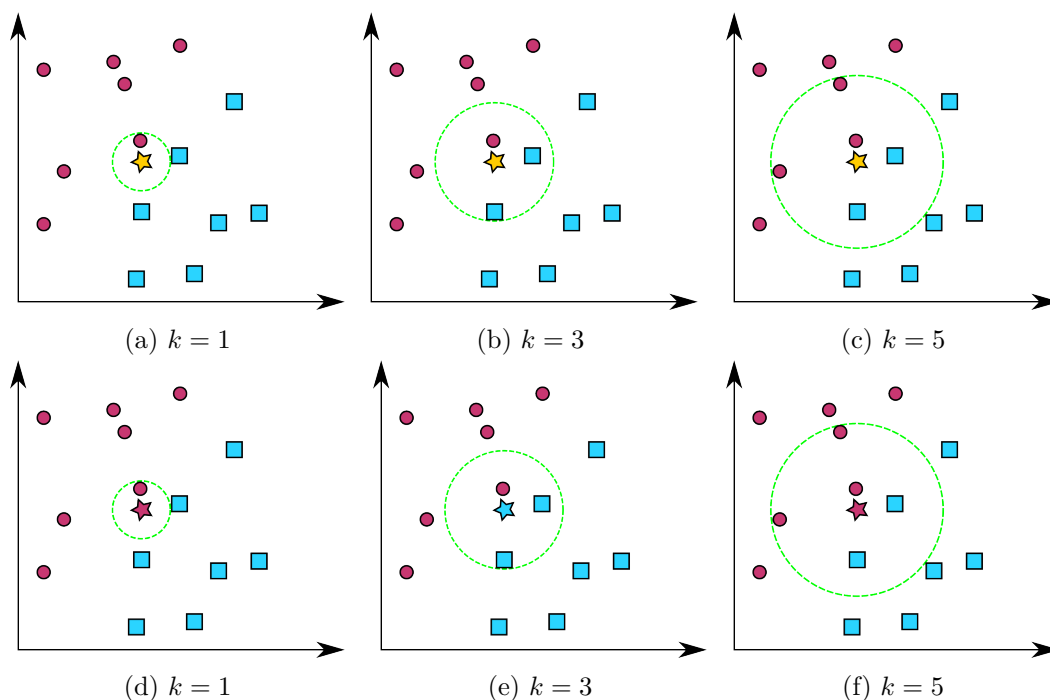 (a) k = 1
(b) k = 3
(c) k = 5
(d) k = 1
(e) k = 3
(f) k = 5